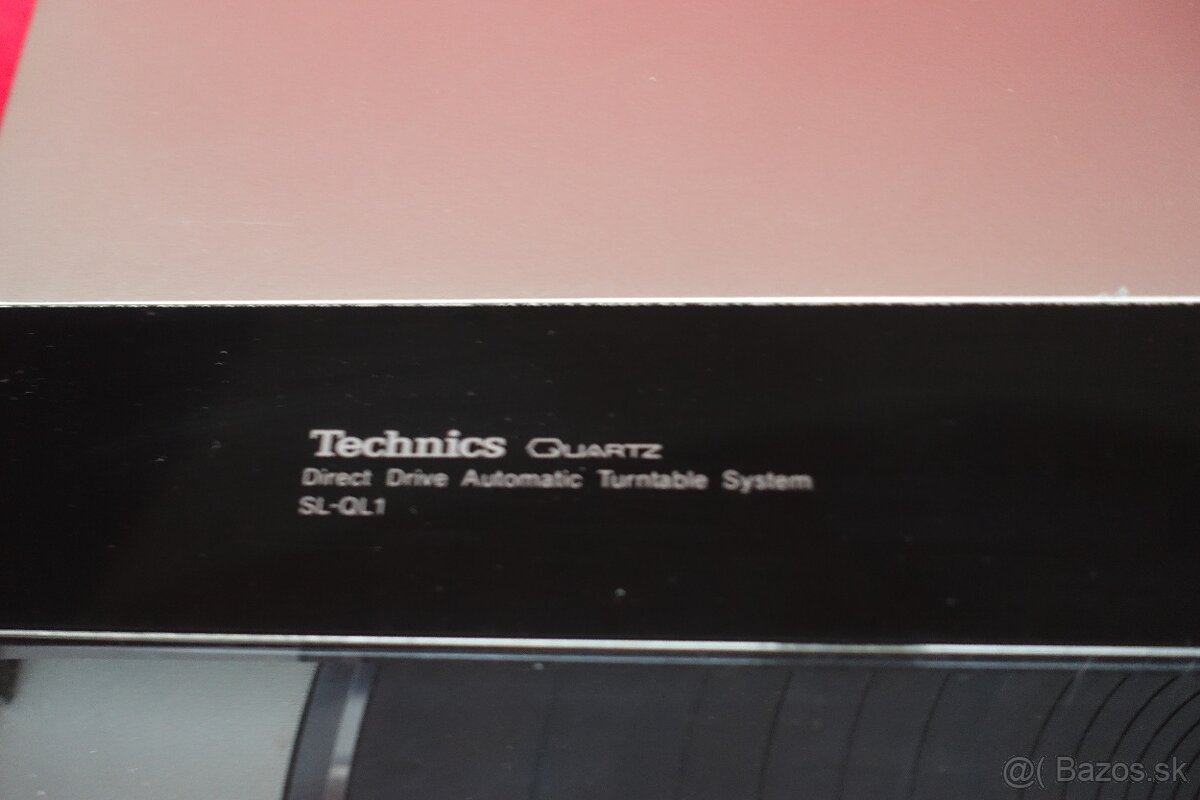 Technics QUARTZ
Direct Drive Automatic Turntable System
SL-QL1
@( Bazos.sk